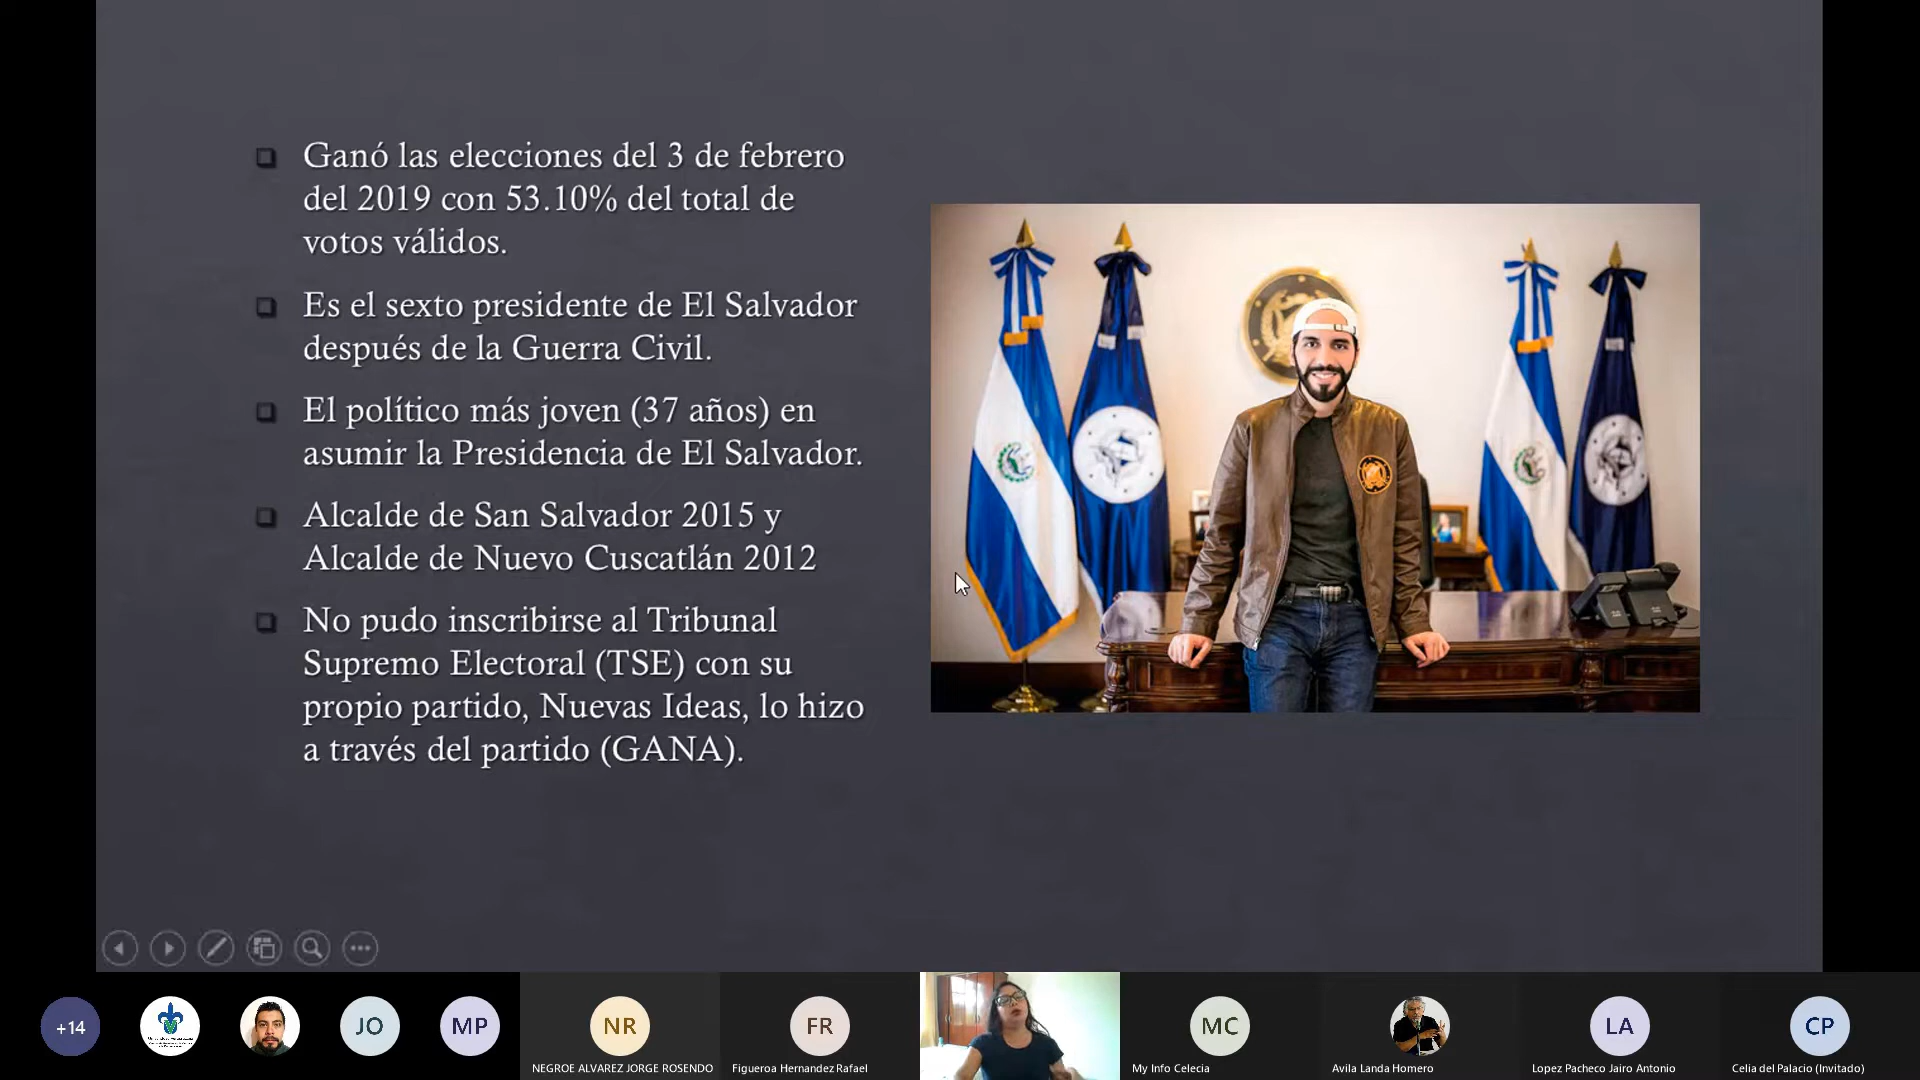 Ganó las elecciones del 3 de febrero
del 2019 con 53.10% del total de
votos válidos.
Es el sexto presidente de El Salvador
después de la Guerra Civil.
El político más joven (37 años) en
asumir la Presidencia de El Salvador.
Alcalde de San Salvador 2015 y
Alcalde de Nuevo Cuscatlán 2012
No pudo inscribirse al Tribunal
Supremo Electoral (TSE) con su
propio partido, Nuevas Ideas, lo hizo
a través del partido (GANA).
+14
JO
MP
NR
FR
MC
LA
CP
NEGROE ALVAREZ JORGE ROSENDO
Figueroa Hernandez Rafael
My Info Celecia
Avila Landa Homero
Lopez Pacheco Jairo Antonio
Celia del Palacio (Invitado)